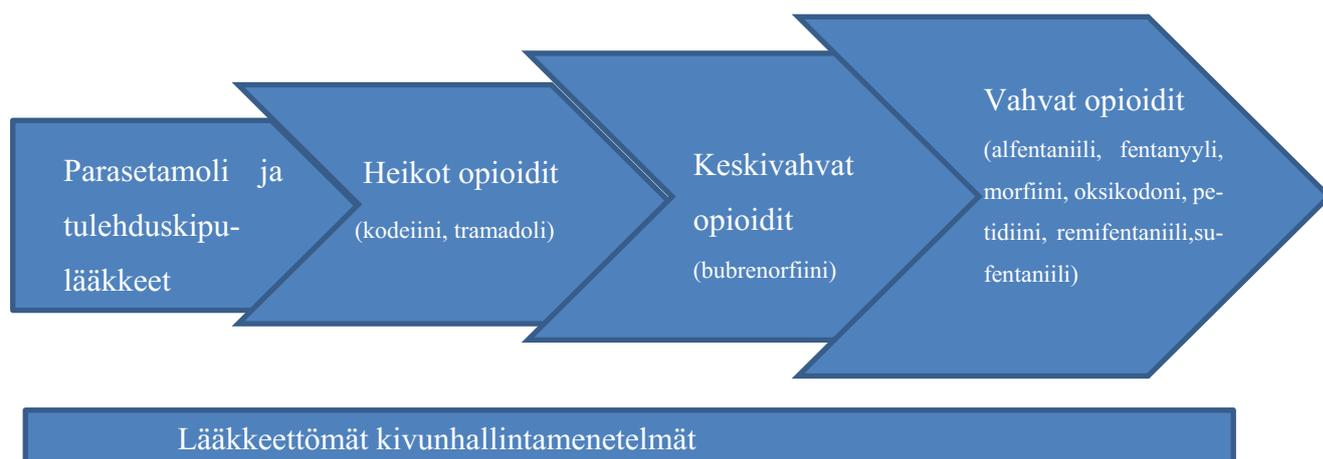 Parasetamoli ja
tulehduskipu-
lääkkeet
Heikot opioidit
(kodeiini, tramadoli)
Keskivahvat
opioidit
(bubrenorfiini)
Vahvat opioidit
(alfentaniili, fentanyyli,
morfiini, oksikodoni, pe-
tidiini, remifentaniili,su-
fentaniili)
Lääkkeettömät kivunhallintamenetelmät